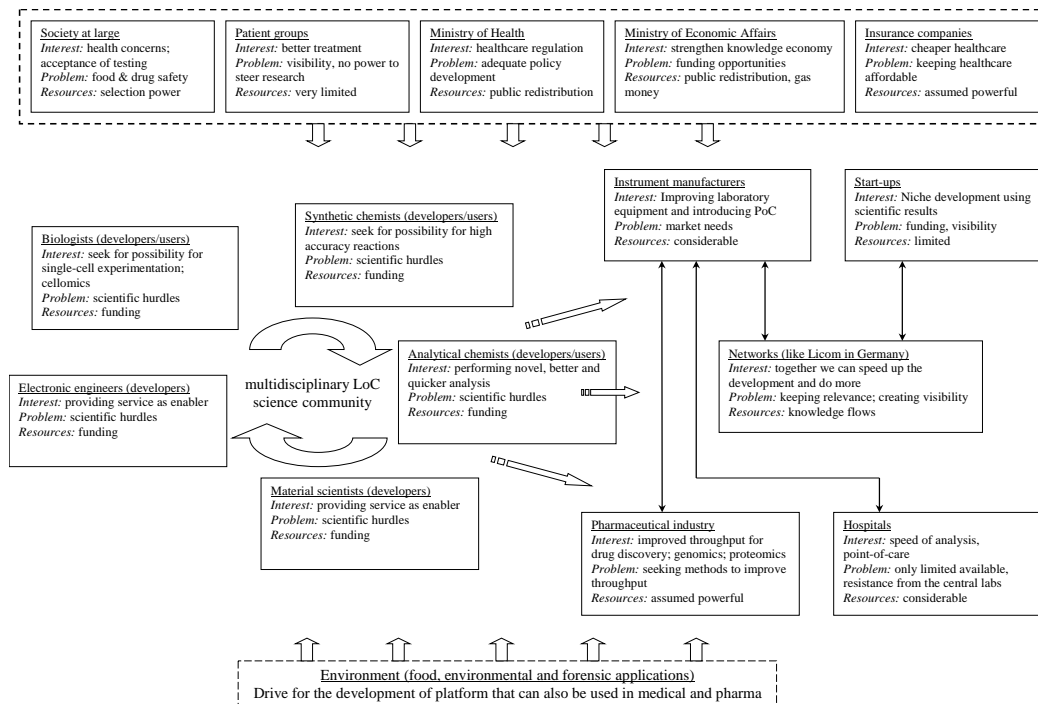 Society at large
Interest: health concerns;
acceptance of testing
Problem: food & drug safety
Resources: selection power
Patient groups
Interest: better treatment
Problem: visibility, no power to
steer research
Resources: very limited
Ministry of Health
Interest: healthcare regulation
Problem: adequate policy
development
Resources: public redistribution
Ministry of Economic Affairs
Interest: strengthen knowledge economy
Problem: funding opportunities
Resources: public redistribution, gas
money
Insurance companies
Interest: cheaper healthcare
Problem: keeping healthcare
affordable
Resources: assumed powerful
Instrument manufacturers
Interest: Improving laboratory
equipment and introducing PoC
Problem: market needs
Resources: considerable
Start-ups
Interest: Niche development using
scientific results
Problem: funding, visibility
Resources: limited
Synthetic chemists (developers/users)
Interest: seek for possibility for high
accuracy reactions
Problem: scientific hurdles
Resources: funding
Biologists (developers/users)
Interest: seek for possibility for
single-cell experimentation;
cellomics
Problem: scientific hurdles
Resources: funding
Analytical chemists (developers/users)
Interest: performing novel, better and
quicker analysis
Problem: scientific hurdles
Resources: funding
Networks (like Licom in Germany)
Interest: together we can speed up the
development and do more
Problem: keeping relevance; creating visibility
Resources: knowledge flows
multidisciplinary LoC
science community
Electronic engineers (developers)
Interest: providing service as enabler
Problem: scientific hurdles
Resources: funding
Material scientists (developers)
Interest: providing service as enabler
Problem: scientific hurdles
Resources: funding
Pharmaceutical industry
Interest: improved throughput for
drug discovery; genomics; proteomics
Problem: seeking methods to improve
throughput
Resources: assumed powerful
Hospitals
Interest: speed of analysis,
point-of-care
Problem: only limited available,
resistance from the central labs
Resources: considerable
Environment (food, environmental and forensic applications)
Drive for the development of platform that can also be used in medical and pharma